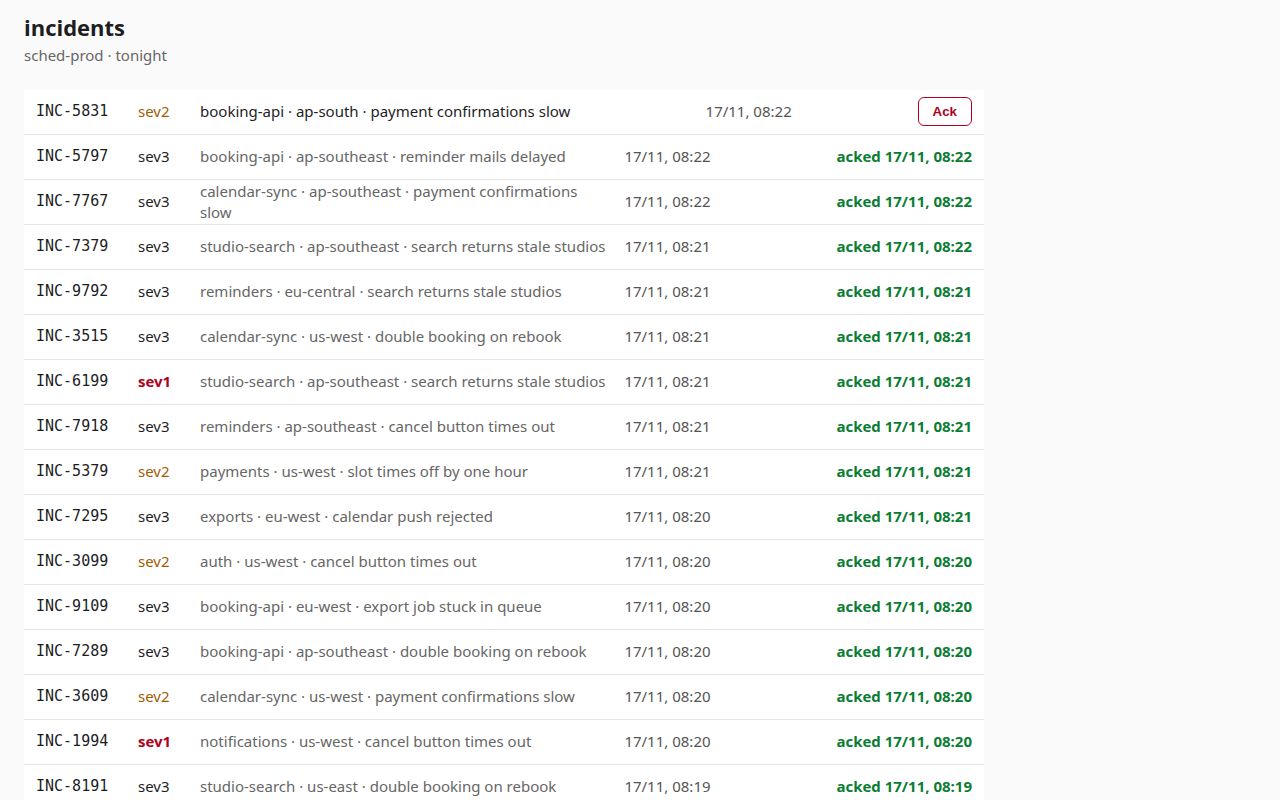 incidents
sched-prod · tonight
INC-5831 sev2 booking-api · ap-south · payment confirmations slow 17/11, 08:22 Ack
INC-5797 sev3 booking-api · ap-southeast · reminder mails delayed 17/11, 08:22 acked 17/11, 08:22
INC-7767 sev3 calendar-sync · ap-southeast · payment confirmations slow 17/11, 08:22 acked 17/11, 08:22
INC-7379 sev3 studio-search · ap-southeast · search returns stale studios 17/11, 08:21 acked 17/11, 08:22
INC-9792 sev3 reminders · eu-central · search returns stale studios 17/11, 08:21 acked 17/11, 08:21
INC-3515 sev3 calendar-sync · us-west · double booking on rebook 17/11, 08:21 acked 17/11, 08:21
INC-6199 sev1 studio-search · ap-southeast · search returns stale studios 17/11, 08:21 acked 17/11, 08:21
INC-7918 sev3 reminders · ap-southeast · cancel button times out 17/11, 08:21 acked 17/11, 08:21
INC-5379 sev2 payments · us-west · slot times off by one hour 17/11, 08:21 acked 17/11, 08:21
INC-7295 sev3 exports · eu-west · calendar push rejected 17/11, 08:20 acked 17/11, 08:21
INC-3099 sev2 auth · us-west · cancel button times out 17/11, 08:20 acked 17/11, 08:20
INC-9109 sev3 booking-api · eu-west · export job stuck in queue 17/11, 08:20 acked 17/11, 08:20
INC-7289 sev3 booking-api · ap-southeast · double booking on rebook 17/11, 08:20 acked 17/11, 08:20
INC-3609 sev2 calendar-sync · us-west · payment confirmations slow 17/11, 08:20 acked 17/11, 08:20
INC-1994 sev1 notifications · us-west · cancel button times out 17/11, 08:20 acked 17/11, 08:20
INC-8191 sev3 studio-search · us-east · double booking on rebook 17/11, 08:19 acked 17/11, 08:19